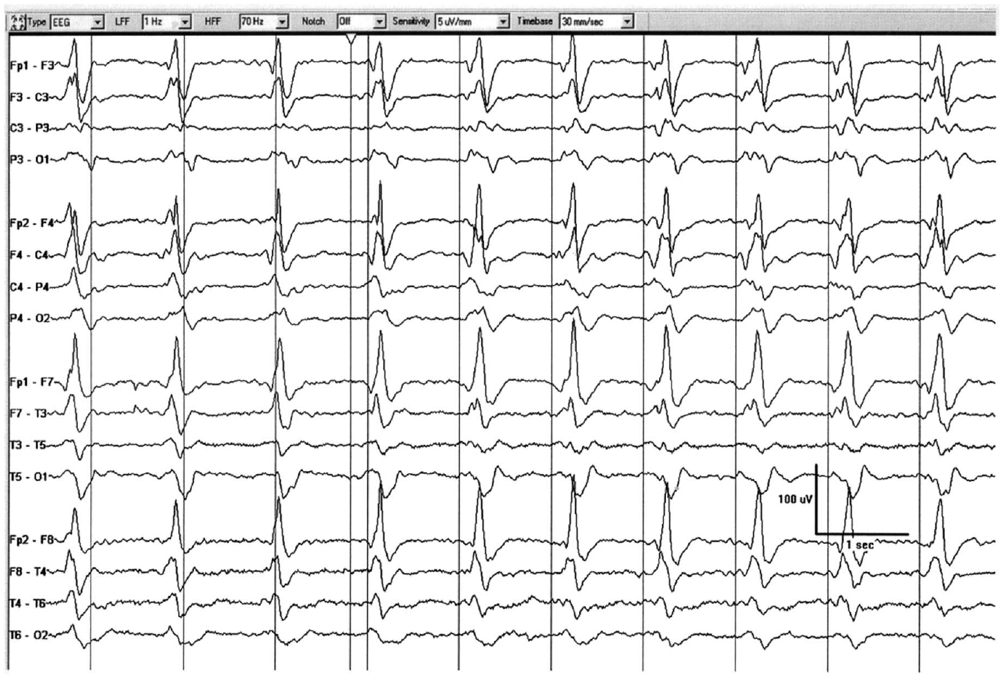 Type EEG LFF 1 Hz HFF 70 Hz Notch Off Sensitivity 5 uV/mm Timebase 30 mm/sec
Fp1 - F3
F3 - C3
C3 - P3
P3 - O1
Fp2 - F4
F4 - C4
C4 - P4
P4 - O2
Fp1 - F7
F7 - T3
T3 - T5
T5 - O1
100 uV
Fp2 - F8
1 sec
F8 - T4
T4 - T6
T6 - O2